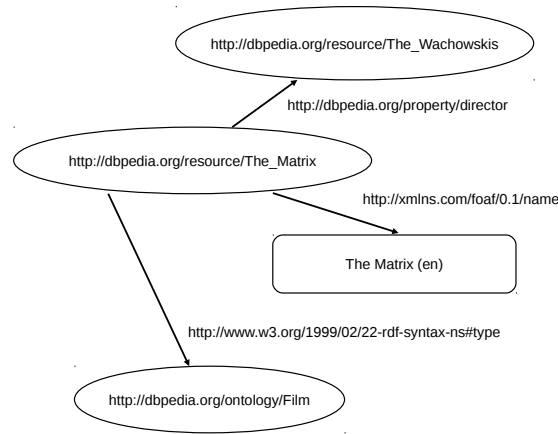 http://dbpedia.org/resource/The_Wachowskis
http://dbpedia.org/property/director
http://dbpedia.org/resource/The_Matrix
http://xmlns.com/foaf/0.1/name
The Matrix (en)
http://www.w3.org/1999/02/22-rdf-syntax-ns#type
http://dbpedia.org/ontology/Film